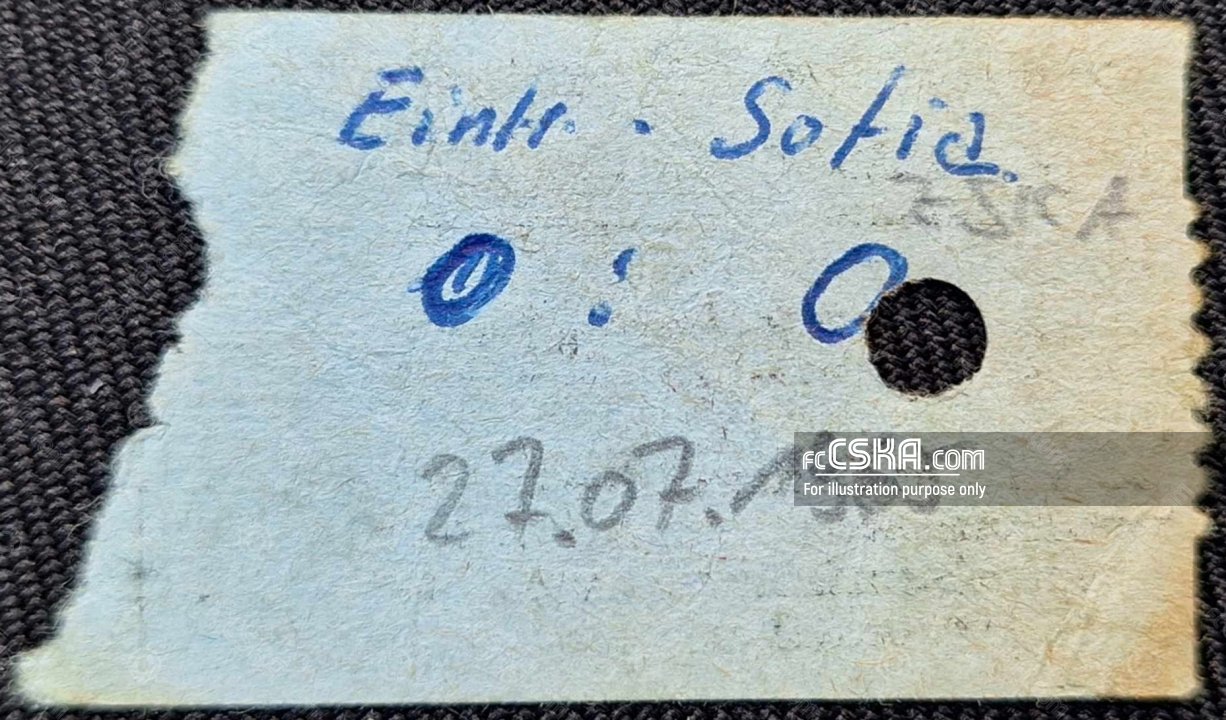 Eintr. - Sofia.
ZSKA
0 : 0
27.07.
fcCSKA.com
For illustration purpose only